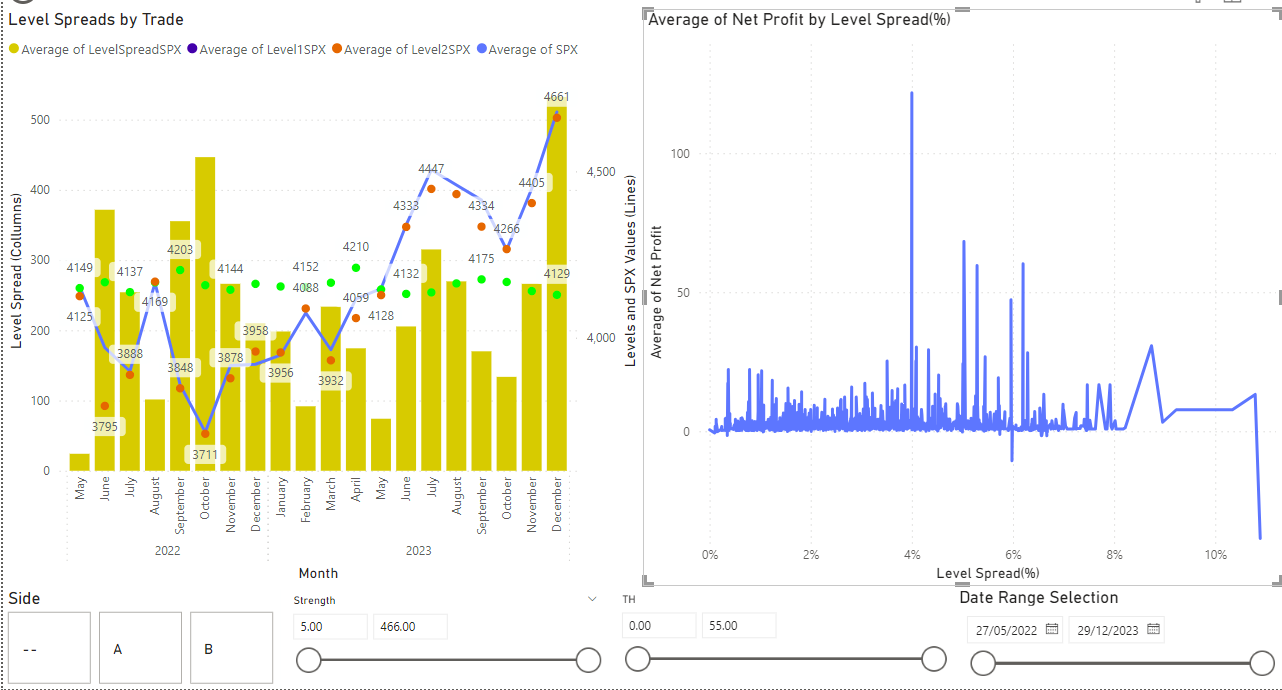 Level Spreads by Trade
Average of LevelSpreadSPX Average of Level1SPX Average of Level2SPX Average of SPX
Level Spread (Columns)
500
400
300
200
100
0
4149
4125
3795
4137
3888
4169
4203
3848
3711
4144
3878
3958
3956
4152
4088
3932
4210
4059
4128
4333
4132
4447
4334
4175
4266
4405
4661
4129
4,500
4,000
Levels and SPX Values (Lines)
May
June
July
August
September
October
November
December
January
February
March
April
May
June
July
August
September
October
November
December
2022 2023
Month
Average of Net Profit by Level Spread(%)
Average of Net Profit
100
50
0
0% 2% 4% 6% 8% 10%
Level Spread(%)
Side
-- A B
Strength
5.00 466.00
TH
0.00 55.00
Date Range Selection
27/05/2022 29/12/2023